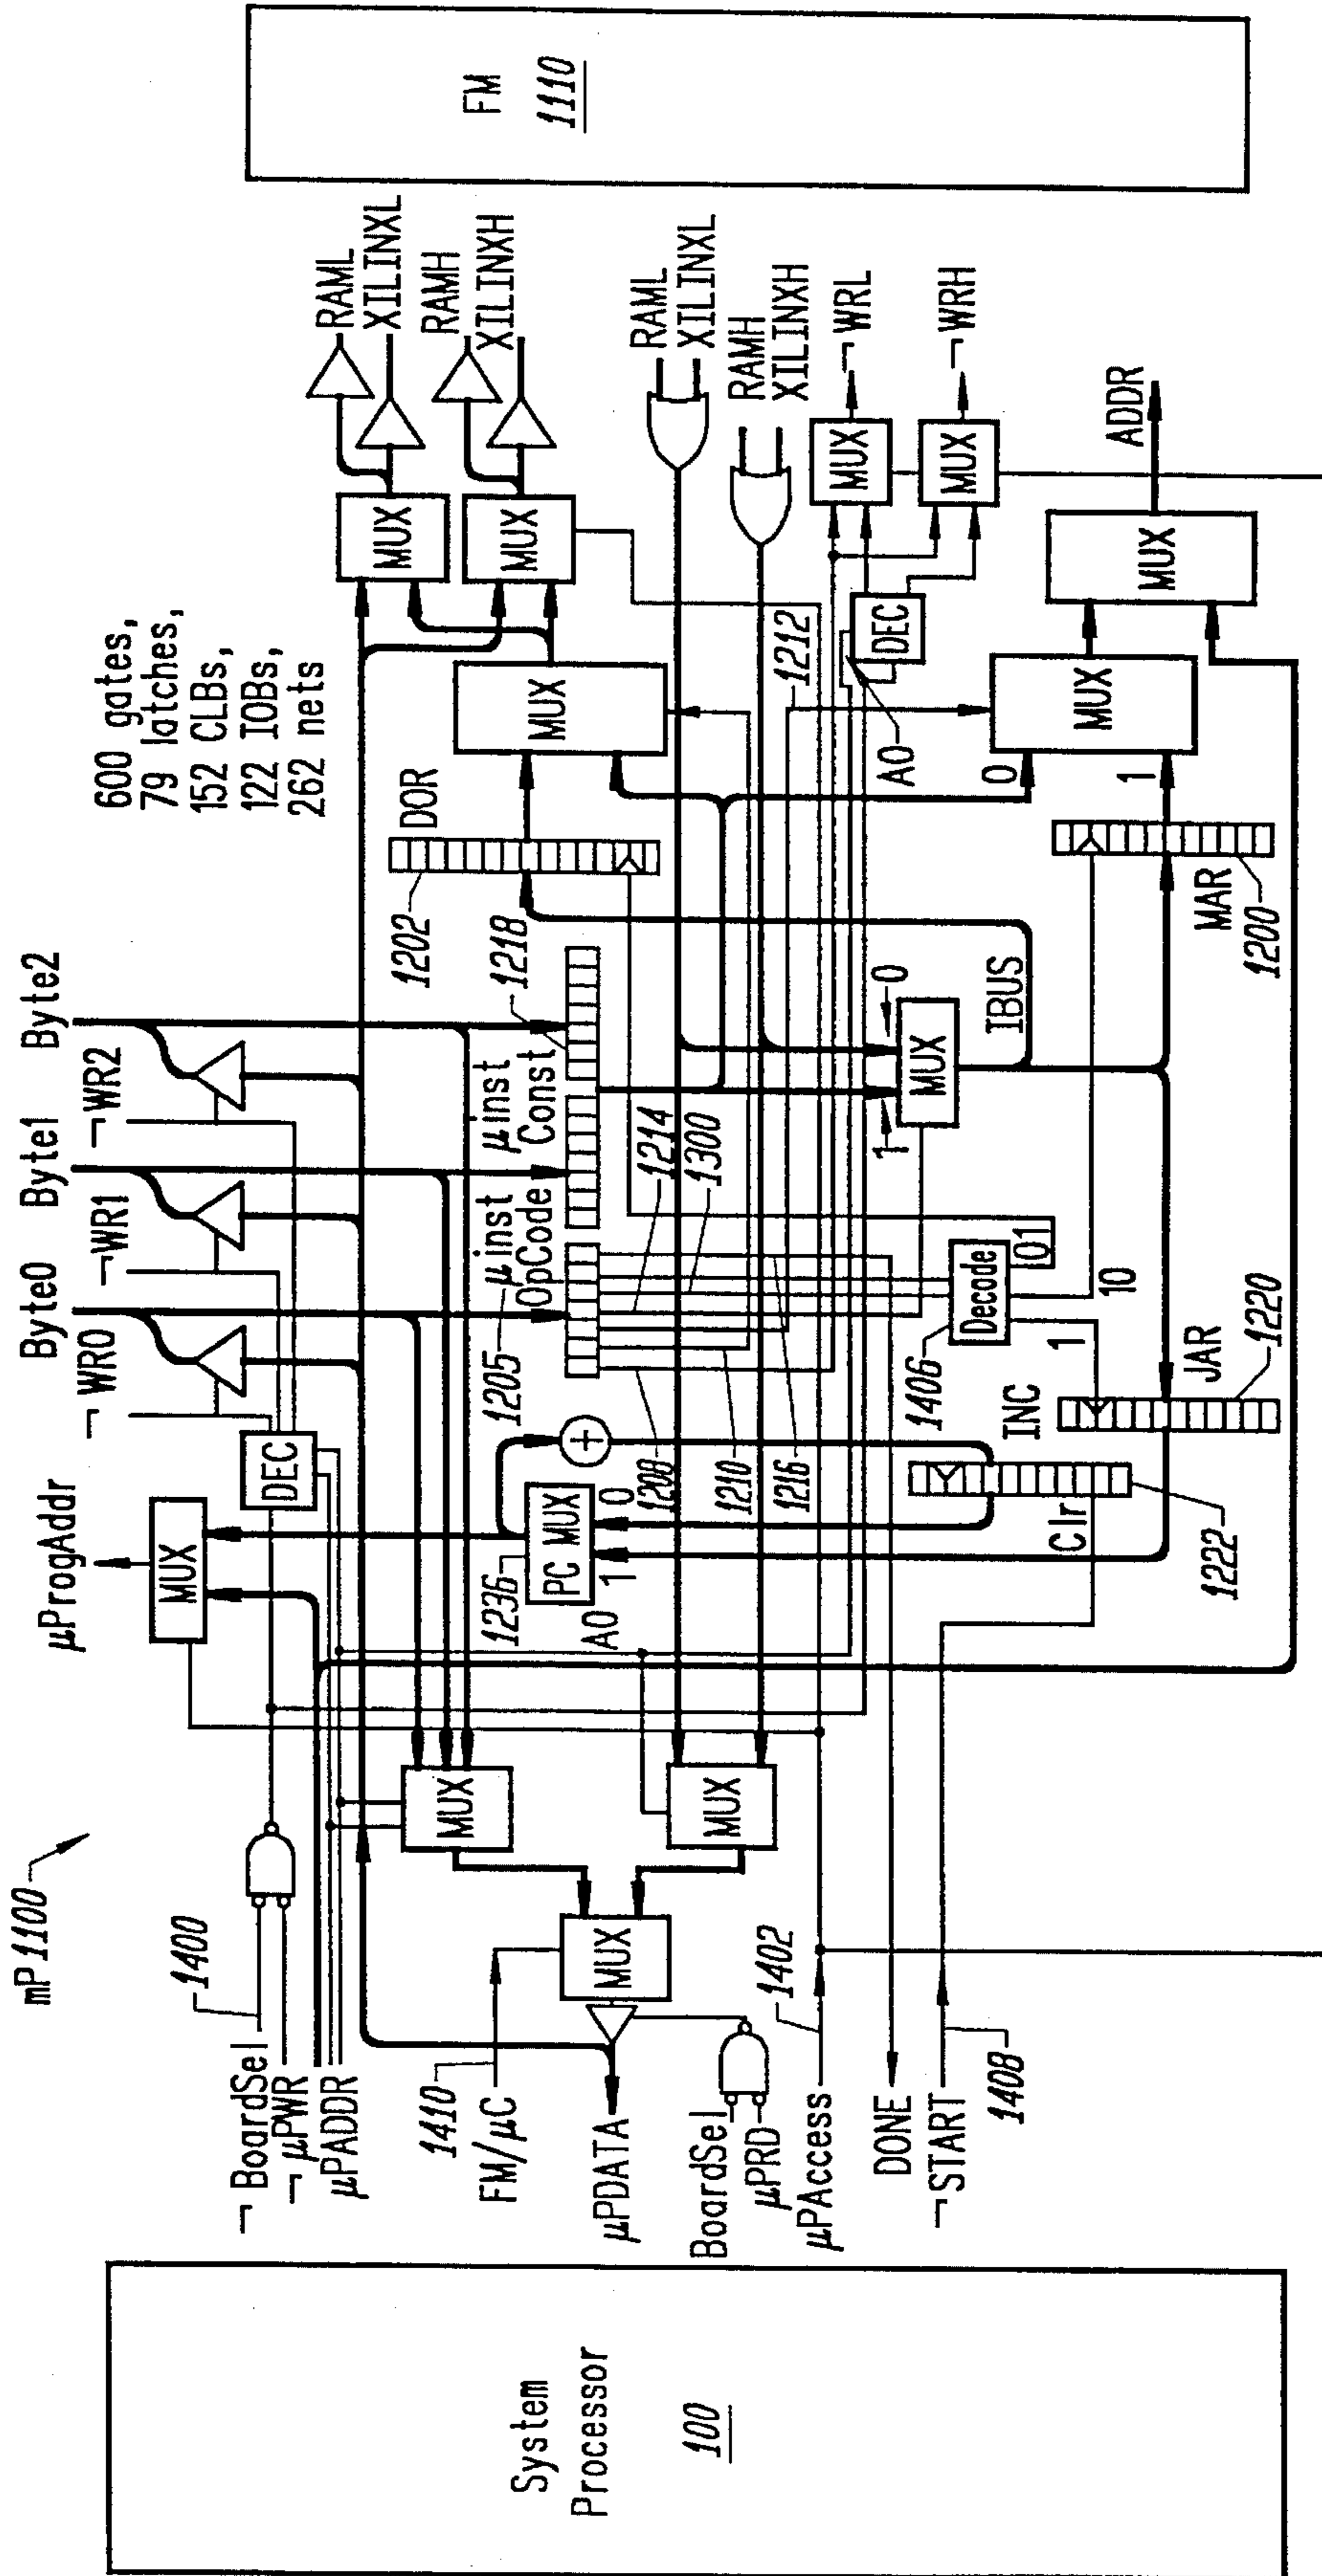 mP 1100
600 gates,
79 latches,
152 CLBs,
122 IOBs,
262 nets
System
Processor
100
FM
1110
¬ BoardSel
¬ μPWR
μPADDR
1400
1410
FM/μC
μPDATA
BoardSel
μPRD
μPAccess
1402
DONE
¬START
1408
μProgAddr
MUX
DEC
¬ WR0
Byte0
¬WR1
Byte1
¬ WR2
Byte2
MUX
MUX
MUX
A0
1236
PC MUX
1
0
+
1205
μinst
OpCode
μinst
Const
1218
1202
DOR
1208
1210
1216
1214
1300
1212
Clr
1222
INC
JAR
1220
1406
Decode
1
10
01
1
0
MUX
IBUS
MAR
1200
MUX
MUX
MUX
RAML
XILINXL
RAMH
XILINXH
RAML
XILINXL
RAMH
XILINXH
A0
DEC
MUX
¬ WRL
MUX
¬ WRH
0
1
MUX
MUX
ADDR